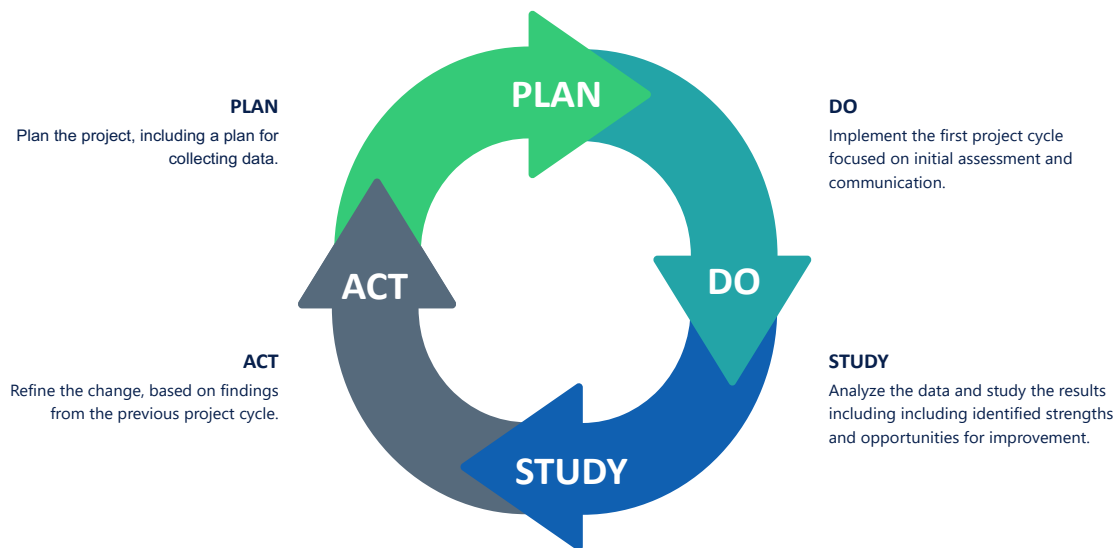 PLAN
PLAN
Plan the project, including a plan for
collecting data.
DO
Implement the first project cycle
focused on initial assessment and
communication.
DO
ACT
ACT
Refine the change, based on findings
from the previous project cycle.
STUDY
Analyze the data and study the results
including including identified strengths
and opportunities for improvement.
STUDY